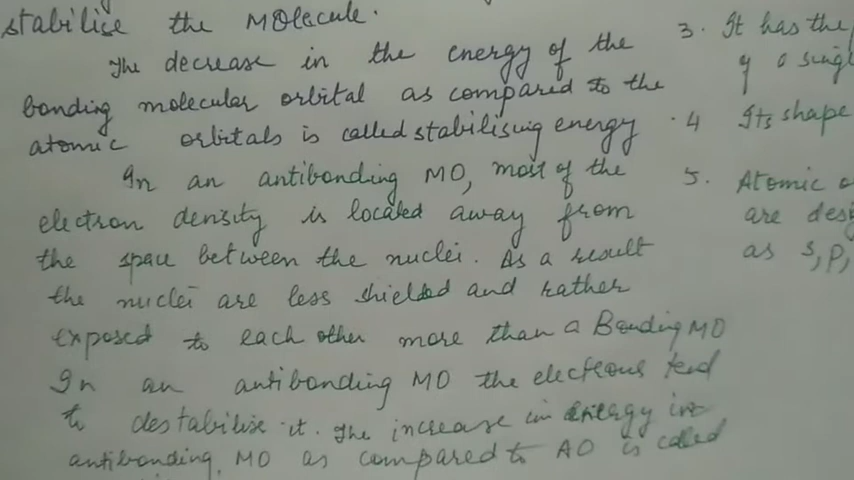 stabilise the Molecule.
The decrease in the energy of the
bonding molecular orbital as compared to the
atomic orbitals is called stabilising energy
In an antibonding MO, most of the
electron density is located away from
the space between the nuclei. As a result
the nuclei are less shielded and rather
exposed to each other more than a Bonding MO
In an antibonding MO the electrons tend
to destabilise it. The increase in energy in
antibonding MO as compared to AO is called
3. It has the
4 Its shape
5. Atomic
are desi
as s, p,